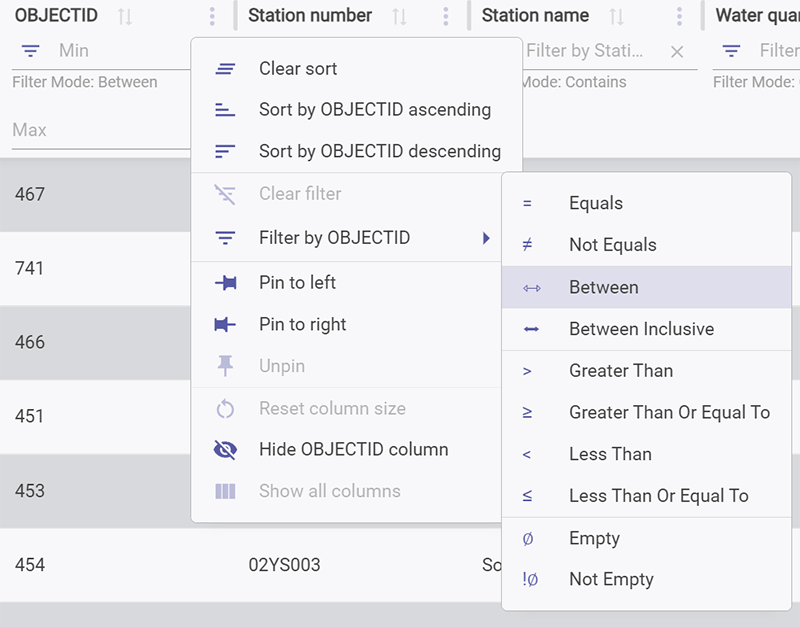 OBJECTID Station number Station name Water qua
Min Filter by Stati... Filter
Filter Mode: Between Mode: Contains Filter Mode:
Max
Clear sort
Sort by OBJECTID ascending
Sort by OBJECTID descending
Clear filter
Filter by OBJECTID
Pin to left
Pin to right
Unpin
Reset column size
Hide OBJECTID column
Show all columns
= Equals
≠ Not Equals
Between
Between Inclusive
> Greater Than
≥ Greater Than Or Equal To
< Less Than
≤ Less Than Or Equal To
∅ Empty
!∅ Not Empty
467
741
466
451
453
454 02YS003 So